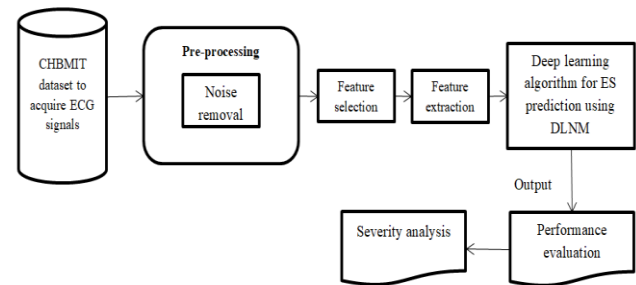 CHBMIT
dataset to
acquire ECG
signals
Pre-processing
Noise
removal
Feature
selection
Feature
extraction
Deep learning
algorithm for ES
prediction using
DLNM
Output
Severity analysis
Performance
evaluation